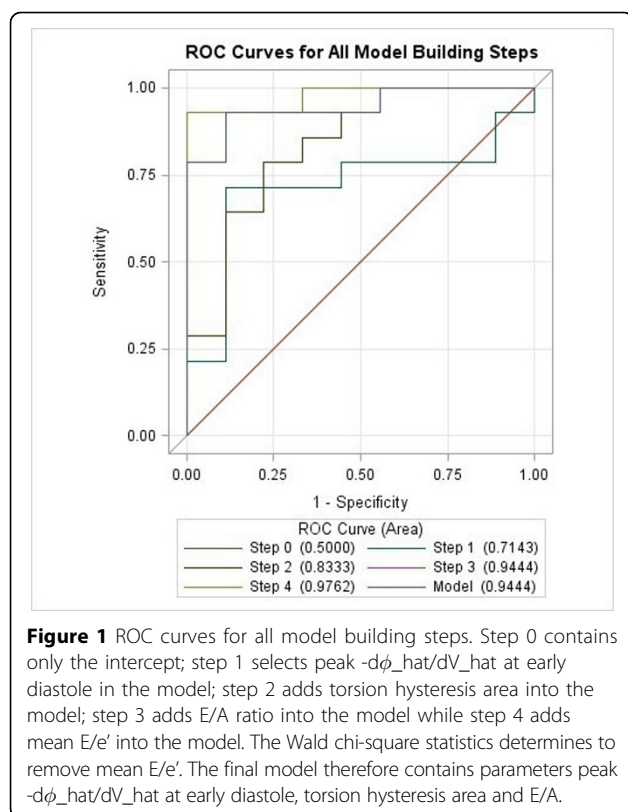 ROC Curves for All Model Building Steps
1.00
0.75
0.50
0.25
0.00
Sensitivity
0.00 0.25 0.50 0.75 1.00
1 - Specificity
ROC Curve (Area)
Step 0 (0.5000) Step 1 (0.7143)
Step 2 (0.8333) Step 3 (0.9444)
Step 4 (0.9762) Model (0.9444)
Figure 1 ROC curves for all model building steps. Step 0 contains
only the intercept; step 1 selects peak -dϕ_hat/dV_hat at early
diastole in the model; step 2 adds torsion hysteresis area into the
model; step 3 adds E/A ratio into the model while step 4 adds
mean E/e’ into the model. The Wald chi-square statistics determines to
remove mean E/e’. The final model therefore contains parameters peak
-dϕ_hat/dV_hat at early diastole, torsion hysteresis area and E/A.